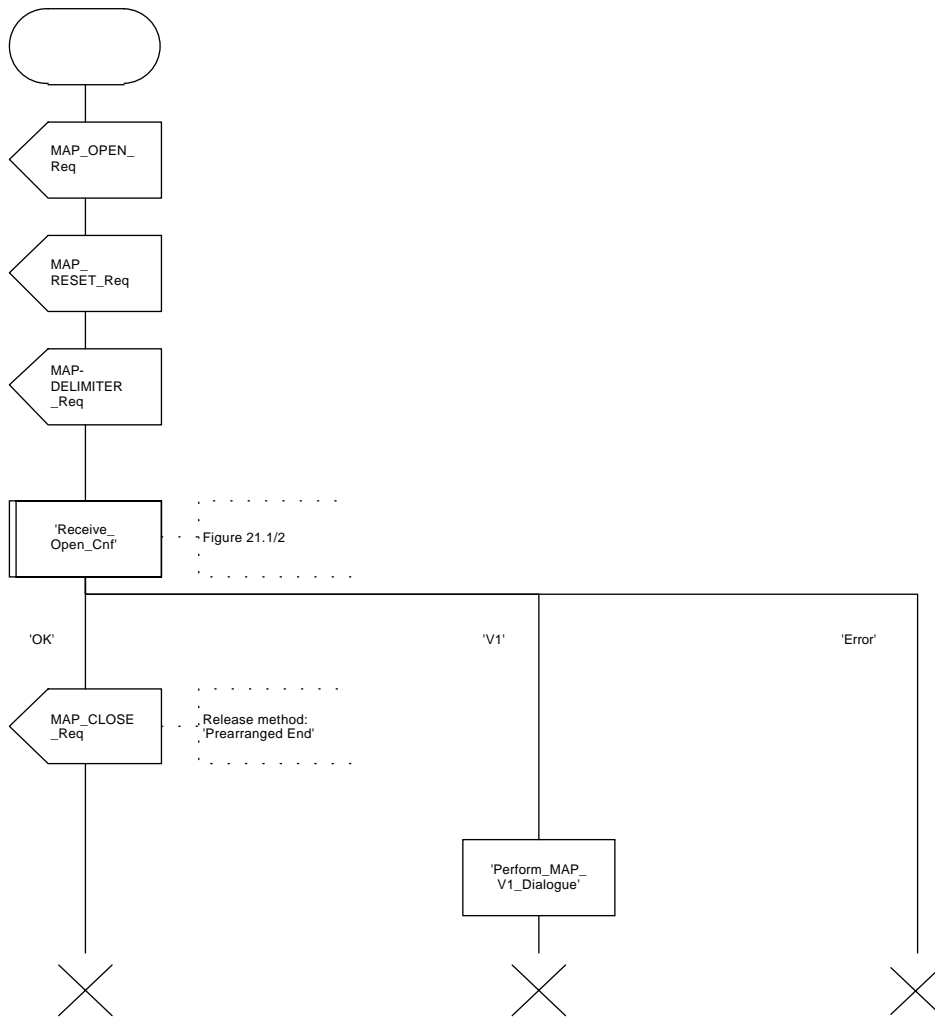 MAP_OPEN_
Req
MAP_
RESET_Req
MAP-
DELIMITER
_Req
'Receive_
Open_Cnf'
Figure 21.1/2
'OK'
'V1'
'Error'
MAP_CLOSE
_Req
Release method:
'Prearranged End'
'Perform_MAP_
V1_Dialogue'